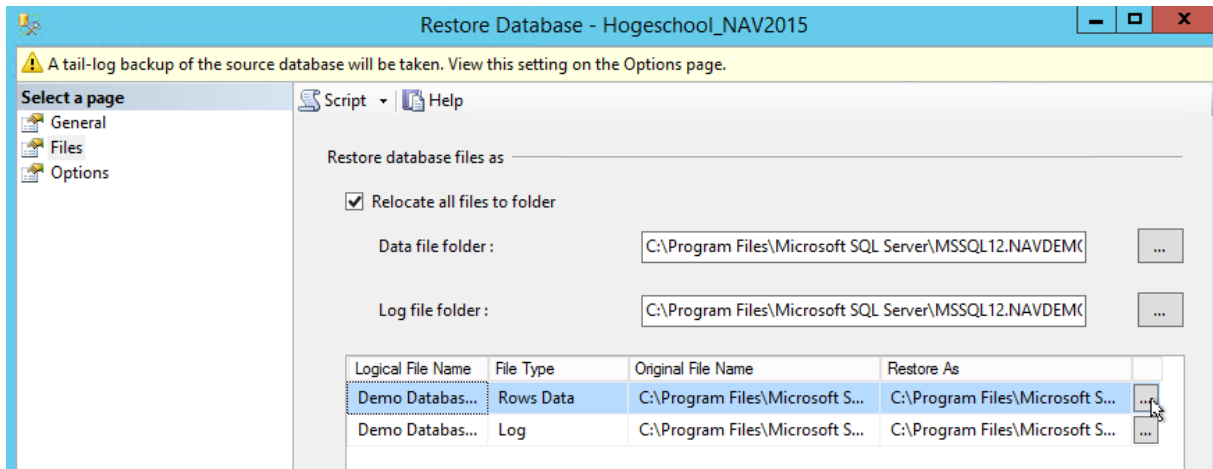 Restore Database - Hogeschool_NAV2015
A tail-log backup of the source database will be taken. View this setting on the Options page.
Select a page
General
Files
Options
Script Help
Restore database files as
Relocate all files to folder
Data file folder : C:\Program Files\Microsoft SQL Server\MSSQL12.NAVDEMO ...
Log file folder : C:\Program Files\Microsoft SQL Server\MSSQL12.NAVDEMO ...
Logical File Name File Type Original File Name Restore As
Demo Databas... Rows Data C:\Program Files\Microsoft S... C:\Program Files\Microsoft S... ...
Demo Databas... Log C:\Program Files\Microsoft S... C:\Program Files\Microsoft S... ...